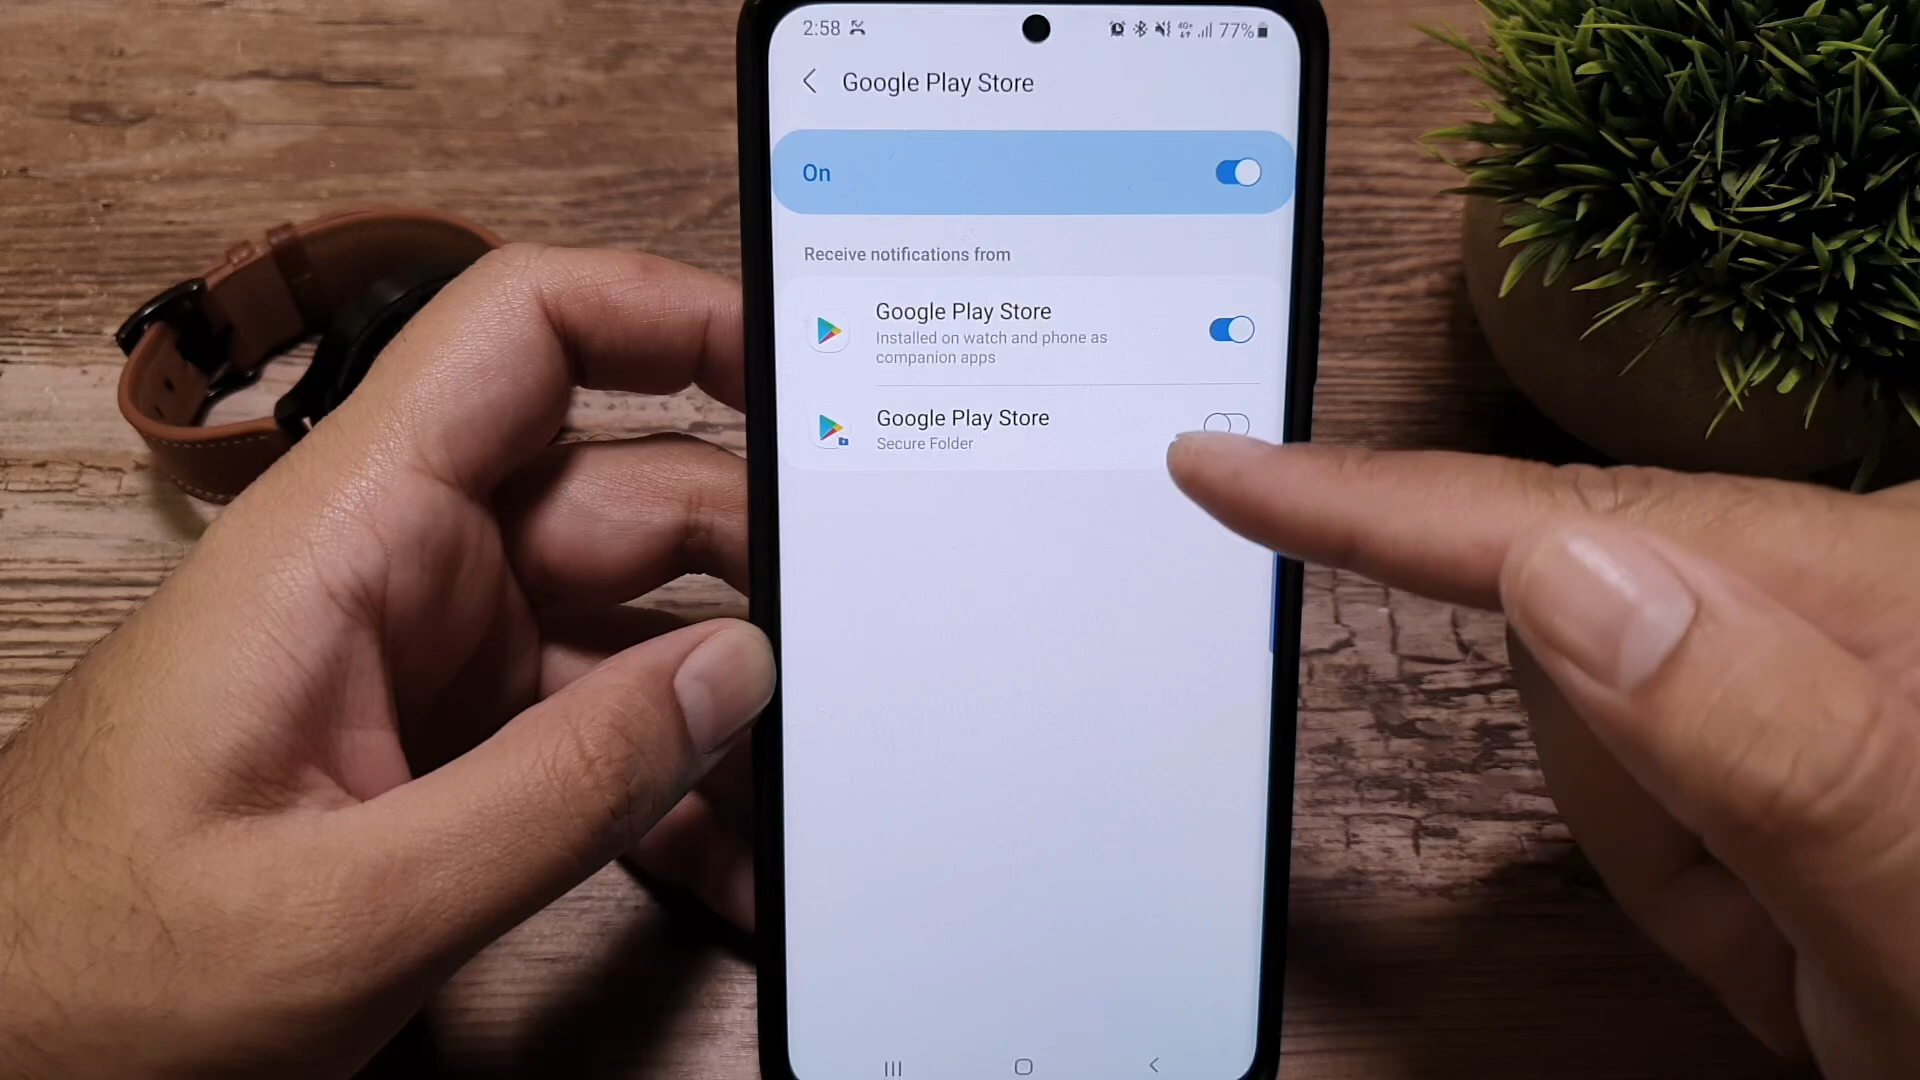 2:58 4G+ 77%
Google Play Store
On
Receive notifications from
Google Play Store
Installed on watch and phone as
companion apps
Google Play Store
Secure Folder